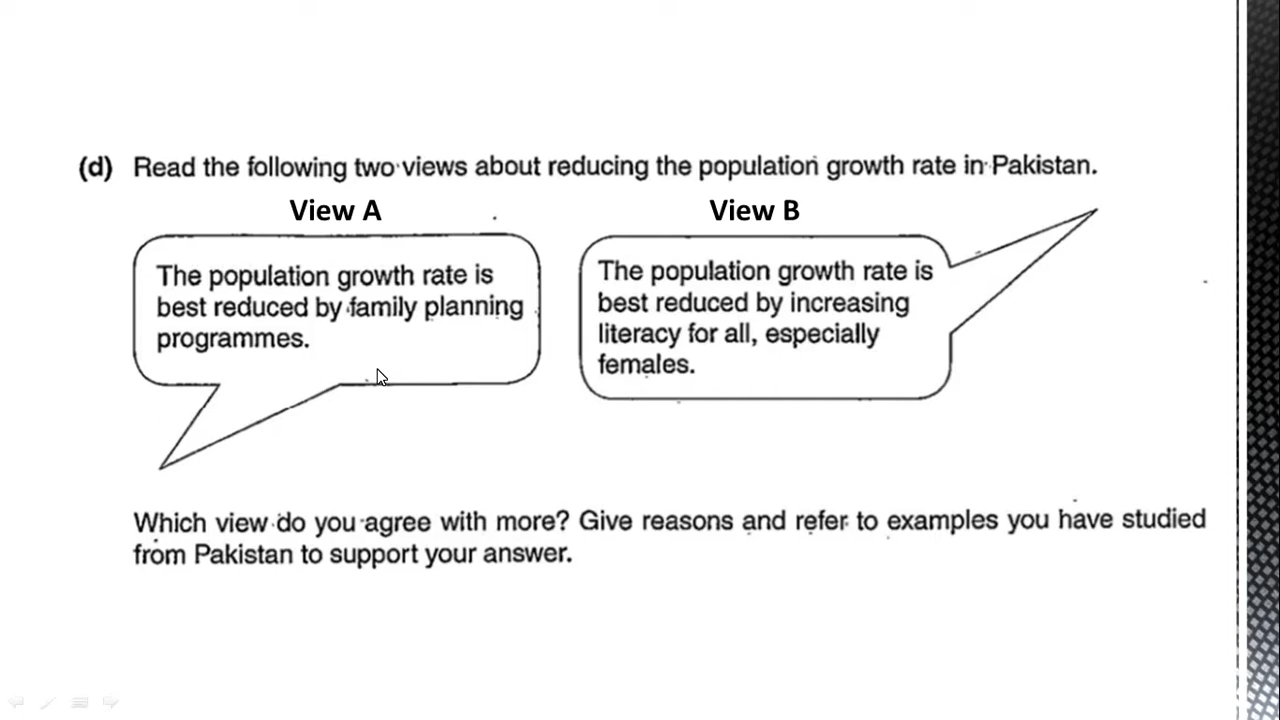 (d) Read the following two views about reducing the population growth rate in Pakistan.
View A
The population growth rate is
best reduced by family planning
programmes.
View B
The population growth rate is
best reduced by increasing
literacy for all, especially
females.
Which view do you agree with more? Give reasons and refer to examples you have studied
from Pakistan to support your answer.